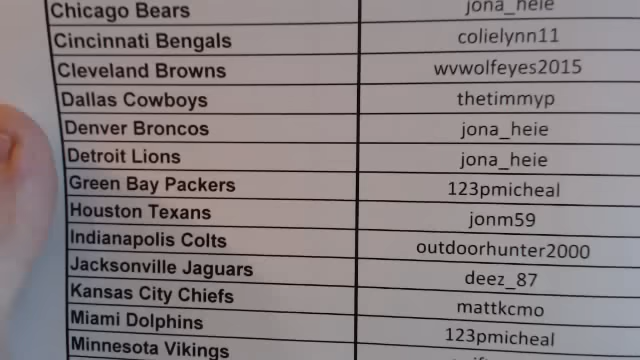 Chicago Bears jona_heie
Cincinnati Bengals colielynn11
Cleveland Browns wvwolfeyes2015
Dallas Cowboys thetimmyp
Denver Broncos jona_heie
Detroit Lions jona_heie
Green Bay Packers 123pmicheal
Houston Texans jonm59
Indianapolis Colts outdoorhunter2000
Jacksonville Jaguars deez_87
Kansas City Chiefs mattkcmo
Miami Dolphins 123pmicheal
Minnesota Vikings